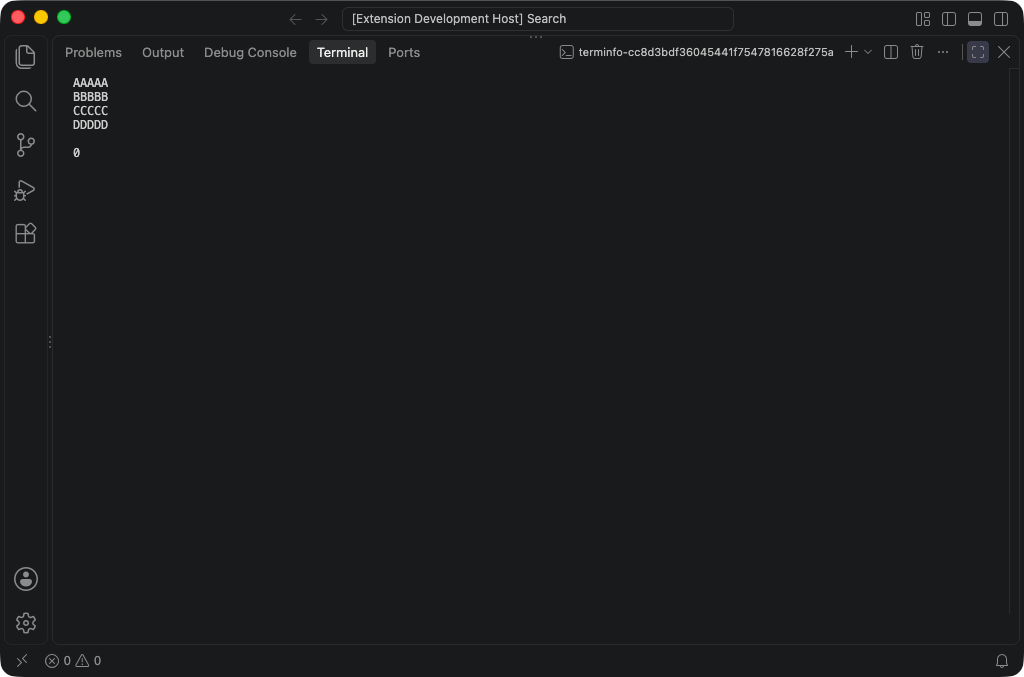 [Extension Development Host] Search
Problems Output Debug Console Terminal Ports terminfo-cc8d3bdf36045441f7547816628f275a
AAAAA
BBBBB
CCCCC
DDDDD
0
0 0